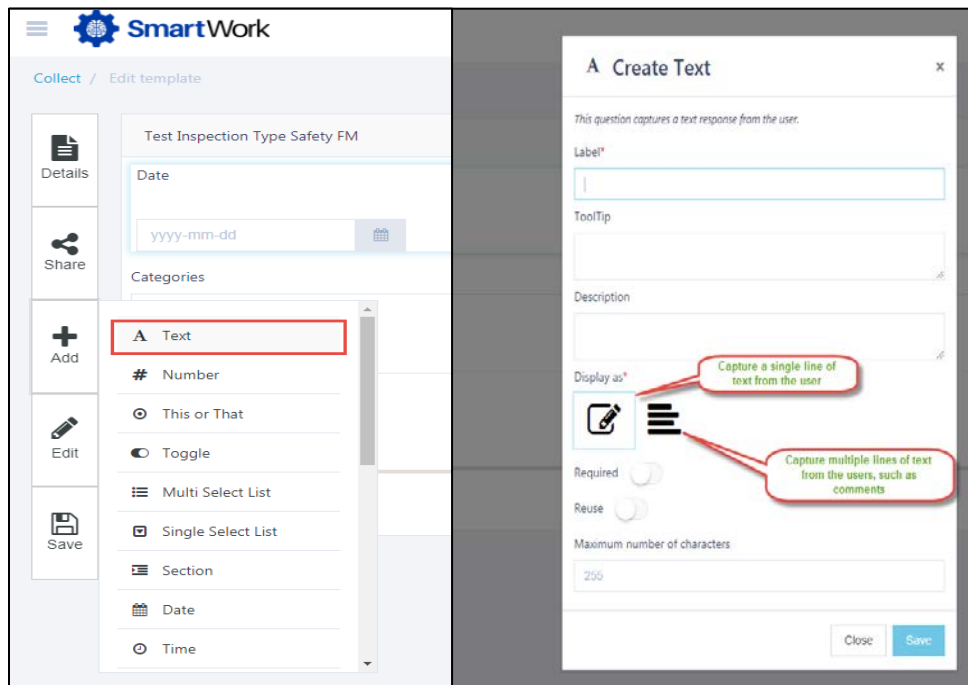 SmartWork
Collect / Edit template
Details
Share
Add
Edit
Save
Test Inspection Type Safety FM
Date
yyyy-mm-dd
Categories
A Text
# Number
This or That
Toggle
Multi Select List
Single Select List
Section
Date
Time
A Create Text
x
This question captures a text response from the user.
Label*
ToolTip
Description
Display as*
Capture a single line of
text from the user
Capture multiple lines of text
from the users, such as
comments
Required
Reuse
Maximum number of characters
255
Close
Save